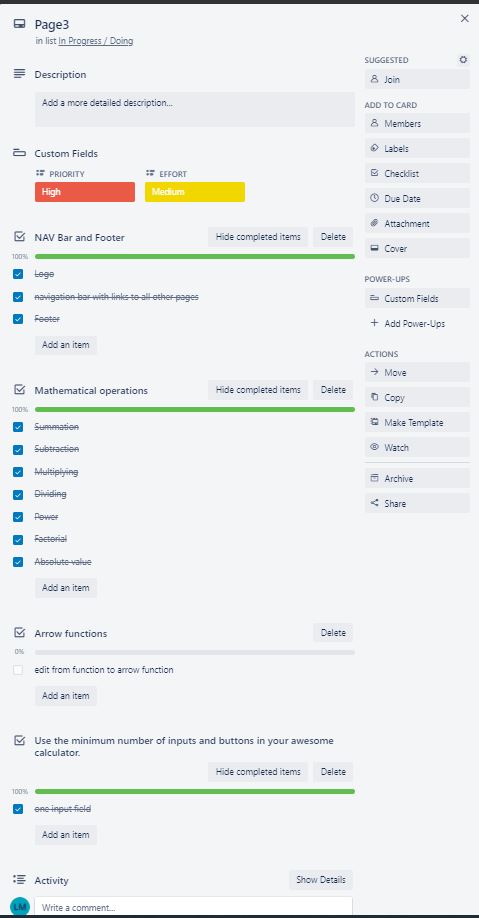 Page3
in list In Progress / Doing
Description
Add a more detailed description...
Custom Fields
PRIORITY
EFFORT
High
Medium
NAV Bar and Footer
Hide completed items
Delete
100%
Logo
navigation bar with links to all other pages
Footer
Add an item
Mathematical operations
Hide completed items
Delete
100%
Summation
Subtraction
Multiplying
Dividing
Power
Factorial
Absolute value
Add an item
Arrow functions
Delete
0%
edit from function to arrow function
Add an item
Use the minimum number of inputs and buttons in your awesome
calculator.
Hide completed items
Delete
100%
one input field
Add an item
Activity
Show Details
LM
Write a comment...
SUGGESTED
Join
ADD TO CARD
Members
Labels
Checklist
Due Date
Attachment
Cover
POWER-UPS
Custom Fields
Add Power-Ups
ACTIONS
Move
Copy
Make Template
Watch
Archive
Share